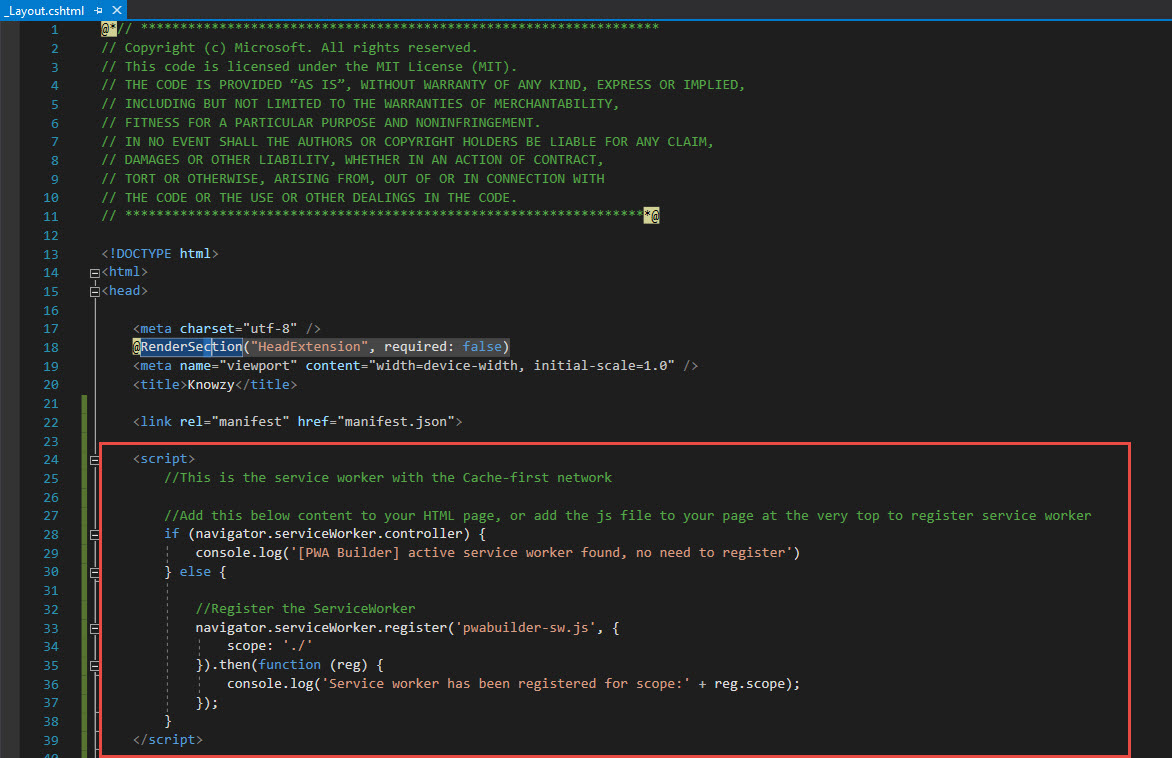 _Layout.cshtml
1 @*// ******************************************************************
2 // Copyright (c) Microsoft. All rights reserved.
3 // This code is licensed under the MIT License (MIT).
4 // THE CODE IS PROVIDED “AS IS”, WITHOUT WARRANTY OF ANY KIND, EXPRESS OR IMPLIED,
5 // INCLUDING BUT NOT LIMITED TO THE WARRANTIES OF MERCHANTABILITY,
6 // FITNESS FOR A PARTICULAR PURPOSE AND NONINFRINGEMENT.
7 // IN NO EVENT SHALL THE AUTHORS OR COPYRIGHT HOLDERS BE LIABLE FOR ANY CLAIM,
8 // DAMAGES OR OTHER LIABILITY, WHETHER IN AN ACTION OF CONTRACT,
9 // TORT OR OTHERWISE, ARISING FROM, OUT OF OR IN CONNECTION WITH
10 // THE CODE OR THE USE OR OTHER DEALINGS IN THE CODE.
11 // *******************************************************************@
12
13 <!DOCTYPE html>
14 <html>
15 <head>
16
17 <meta charset="utf-8" />
18 @RenderSection("HeadExtension", required: false)
19 <meta name="viewport" content="width=device-width, initial-scale=1.0" />
20 <title>Knowzy</title>
21
22 <link rel="manifest" href="manifest.json">
23
24 <script>
25 //This is the service worker with the Cache-first network
26
27 //Add this below content to your HTML page, or add the js file to your page at the very top to register service worker
28 if (navigator.serviceWorker.controller) {
29 console.log('[PWA Builder] active service worker found, no need to register')
30 } else {
31
32 //Register the ServiceWorker
33 navigator.serviceWorker.register('pwabuilder-sw.js', {
34 scope: './'
35 }).then(function (reg) {
36 console.log('Service worker has been registered for scope:' + reg.scope);
37 });
38 }
39 </script>
40